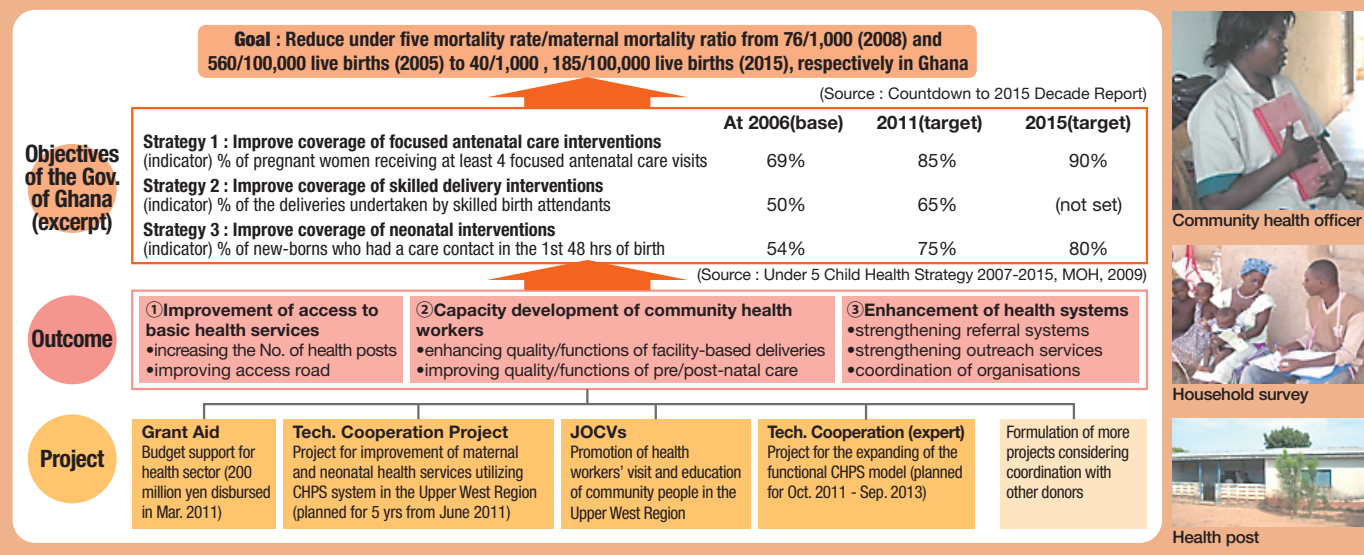 Goal : Reduce under five mortality rate/maternal mortality ratio from 76/1,000 (2008) and
560/100,000 live births (2005) to 40/1,000 , 185/100,000 live births (2015), respectively in Ghana
(Source : Countdown to 2015 Decade Report)
Objectives
of the Gov.
of Ghana
(excerpt)
At 2006(base) 2011(target) 2015(target)
Strategy 1 : Improve coverage of focused antenatal care interventions
(indicator) % of pregnant women receiving at least 4 focused antenatal care visits 69% 85% 90%
Strategy 2 : Improve coverage of skilled delivery interventions
(indicator) % of the deliveries undertaken by skilled birth attendants 50% 65% (not set)
Strategy 3 : Improve coverage of neonatal interventions
(indicator) % of new-borns who had a care contact in the 1st 48 hrs of birth 54% 75% 80%
(Source : Under 5 Child Health Strategy 2007-2015, MOH, 2009)
Outcome
①Improvement of access to
basic health services
•increasing the No. of health posts
•improving access road
②Capacity development of community health
workers
•enhancing quality/functions of facility-based deliveries
•improving quality/functions of pre/post-natal care
③Enhancement of health systems
•strengthening referral systems
•strengthening outreach services
•coordination of organisations
Project
Grant Aid
Budget support for
health sector (200
million yen disbursed
in Mar. 2011)
Tech. Cooperation Project
Project for improvement of maternal
and neonatal health services utilizing
CHPS system in the Upper West Region
(planned for 5 yrs from June 2011)
JOCVs
Promotion of health
workers' visit and education
of community people in the
Upper West Region
Tech. Cooperation (expert)
Project for the expanding of the
functional CHPS model (planned
for Oct. 2011 - Sep. 2013)
Formulation of more
projects considering
coordination with
other donors
Community health officer
Household survey
Health post